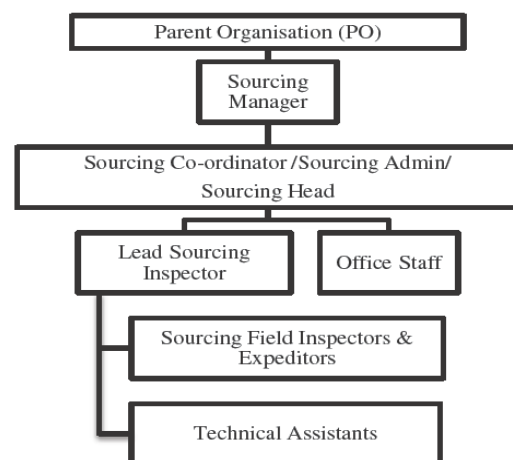 Parent Organisation (PO)
Sourcing
Manager
Sourcing Co-ordinator/Sourcing Admin/
Sourcing Head
Lead Sourcing
Inspector
Office Staff
Sourcing Field Inspectors &
Expeditors
Technical Assistants